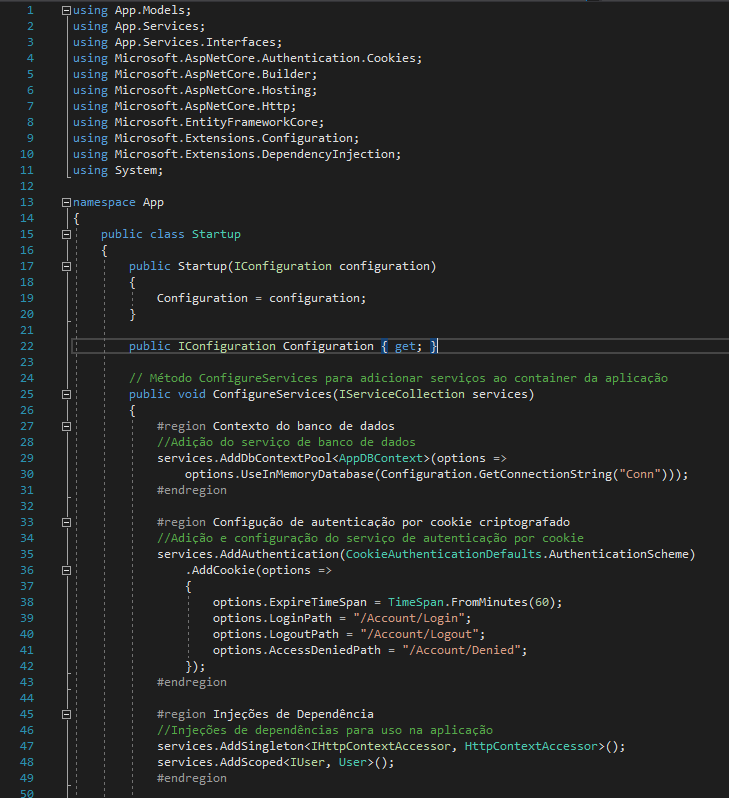 1 using App.Models;
2 using App.Services;
3 using App.Services.Interfaces;
4 using Microsoft.AspNetCore.Authentication.Cookies;
5 using Microsoft.AspNetCore.Builder;
6 using Microsoft.AspNetCore.Hosting;
7 using Microsoft.AspNetCore.Http;
8 using Microsoft.EntityFrameworkCore;
9 using Microsoft.Extensions.Configuration;
10 using Microsoft.Extensions.DependencyInjection;
11 using System;
12
13 namespace App
14 {
15     public class Startup
16     {
17         public Startup(IConfiguration configuration)
18         {
19             Configuration = configuration;
20         }
21
22         public IConfiguration Configuration { get; }
23
24         // Método ConfigureServices para adicionar serviços ao container da aplicação
25         public void ConfigureServices(IServiceCollection services)
26         {
27             #region Contexto do banco de dados
28             //Adição do serviço de banco de dados
29             services.AddDbContextPool<AppDBContext>(options =>
30                 options.UseInMemoryDatabase(Configuration.GetConnectionString("Conn")));
31             #endregion
32
33             #region Configução de autenticação por cookie criptografado
34             //Adição e configuração do serviço de autenticação por cookie
35             services.AddAuthentication(CookieAuthenticationDefaults.AuthenticationScheme)
36                 .AddCookie(options =>
37                 {
38                     options.ExpireTimeSpan = TimeSpan.FromMinutes(60);
39                     options.LoginPath = "/Account/Login";
40                     options.LogoutPath = "/Account/Logout";
41                     options.AccessDeniedPath = "/Account/Denied";
42                 });
43             #endregion
44
45             #region Injeções de Dependência
46             //Injeções de dependências para uso na aplicação
47             services.AddSingleton<IHttpContextAccessor, HttpContextAccessor>();
48             services.AddScoped<IUser, User>();
49             #endregion
50